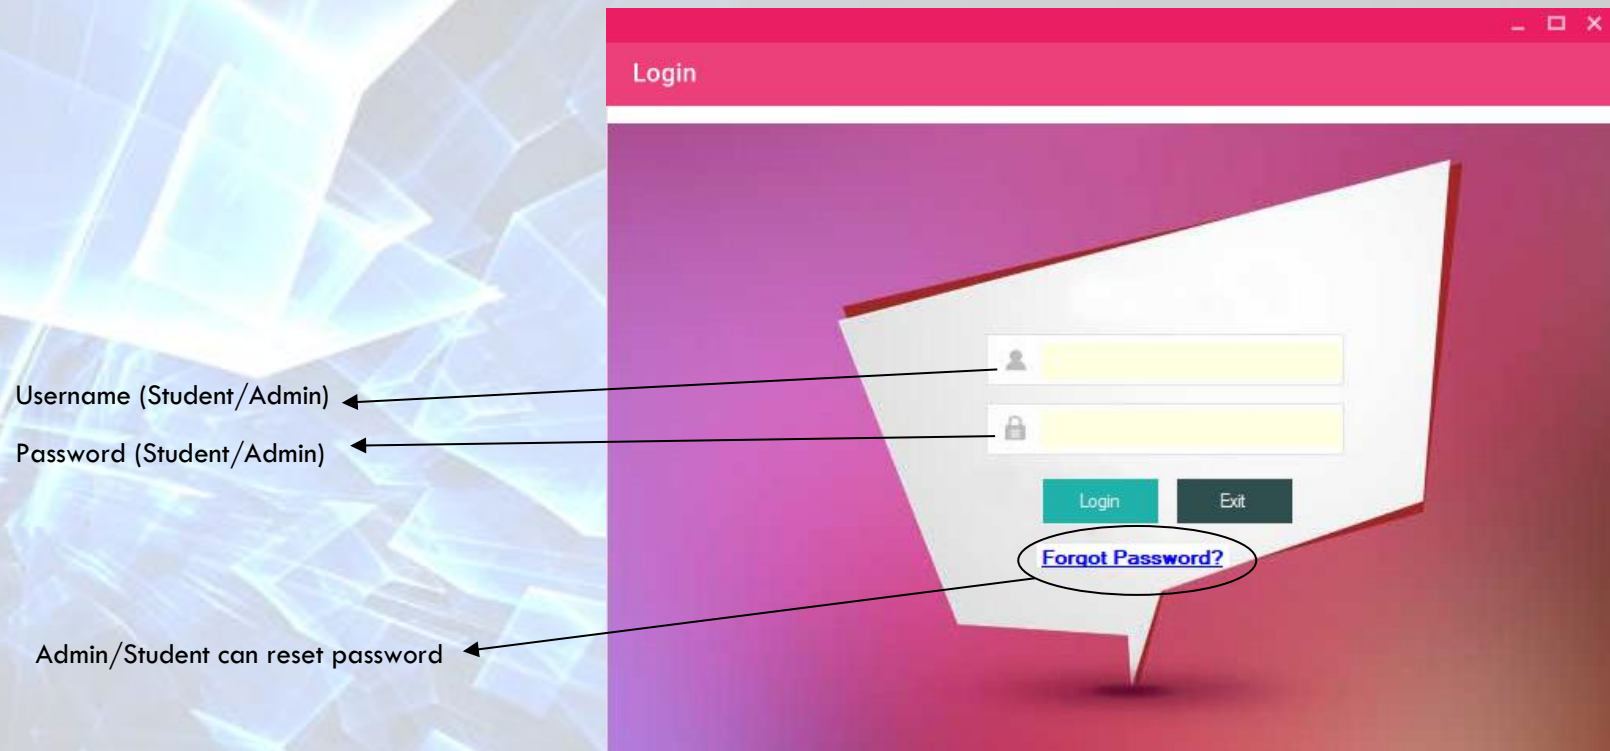 Login
Username (Student/Admin)
Password (Student/Admin)
Login
Exit
Forgot Password?
Admin/Student can reset password